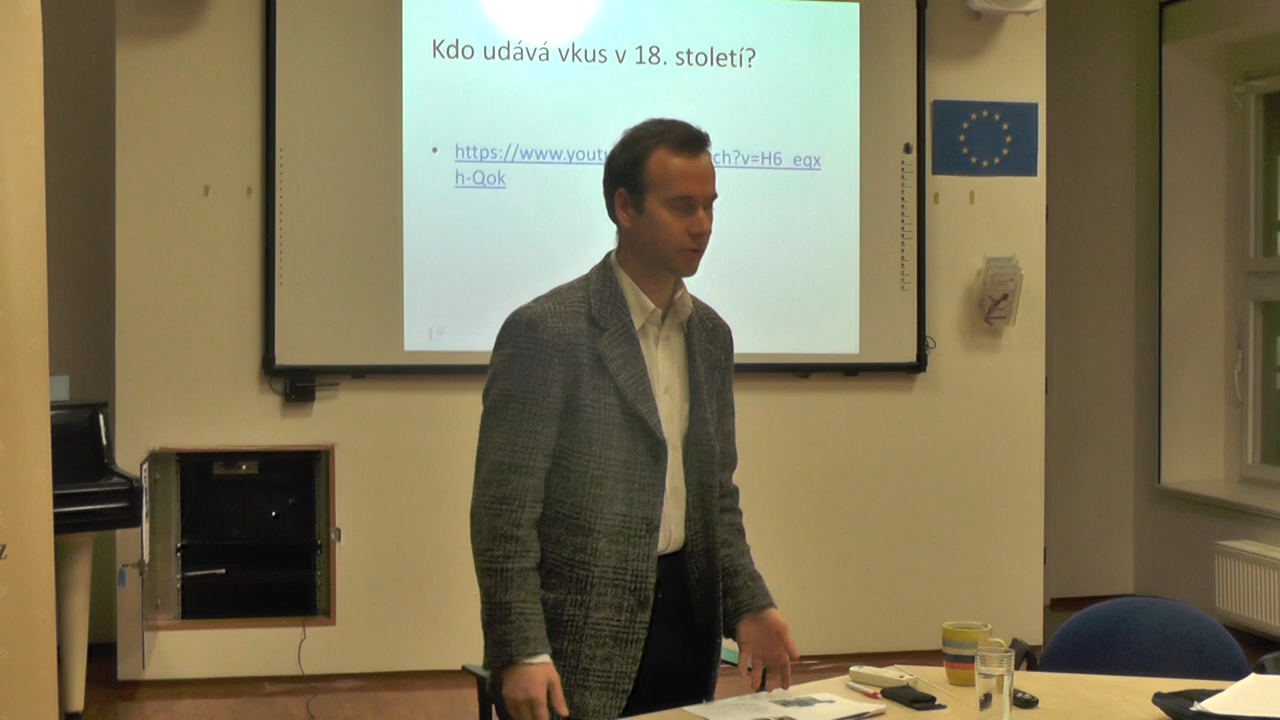 Kdo udává vkus v 18. století?
https://www.yout ch?v=H6_eqx
h-Qok
z